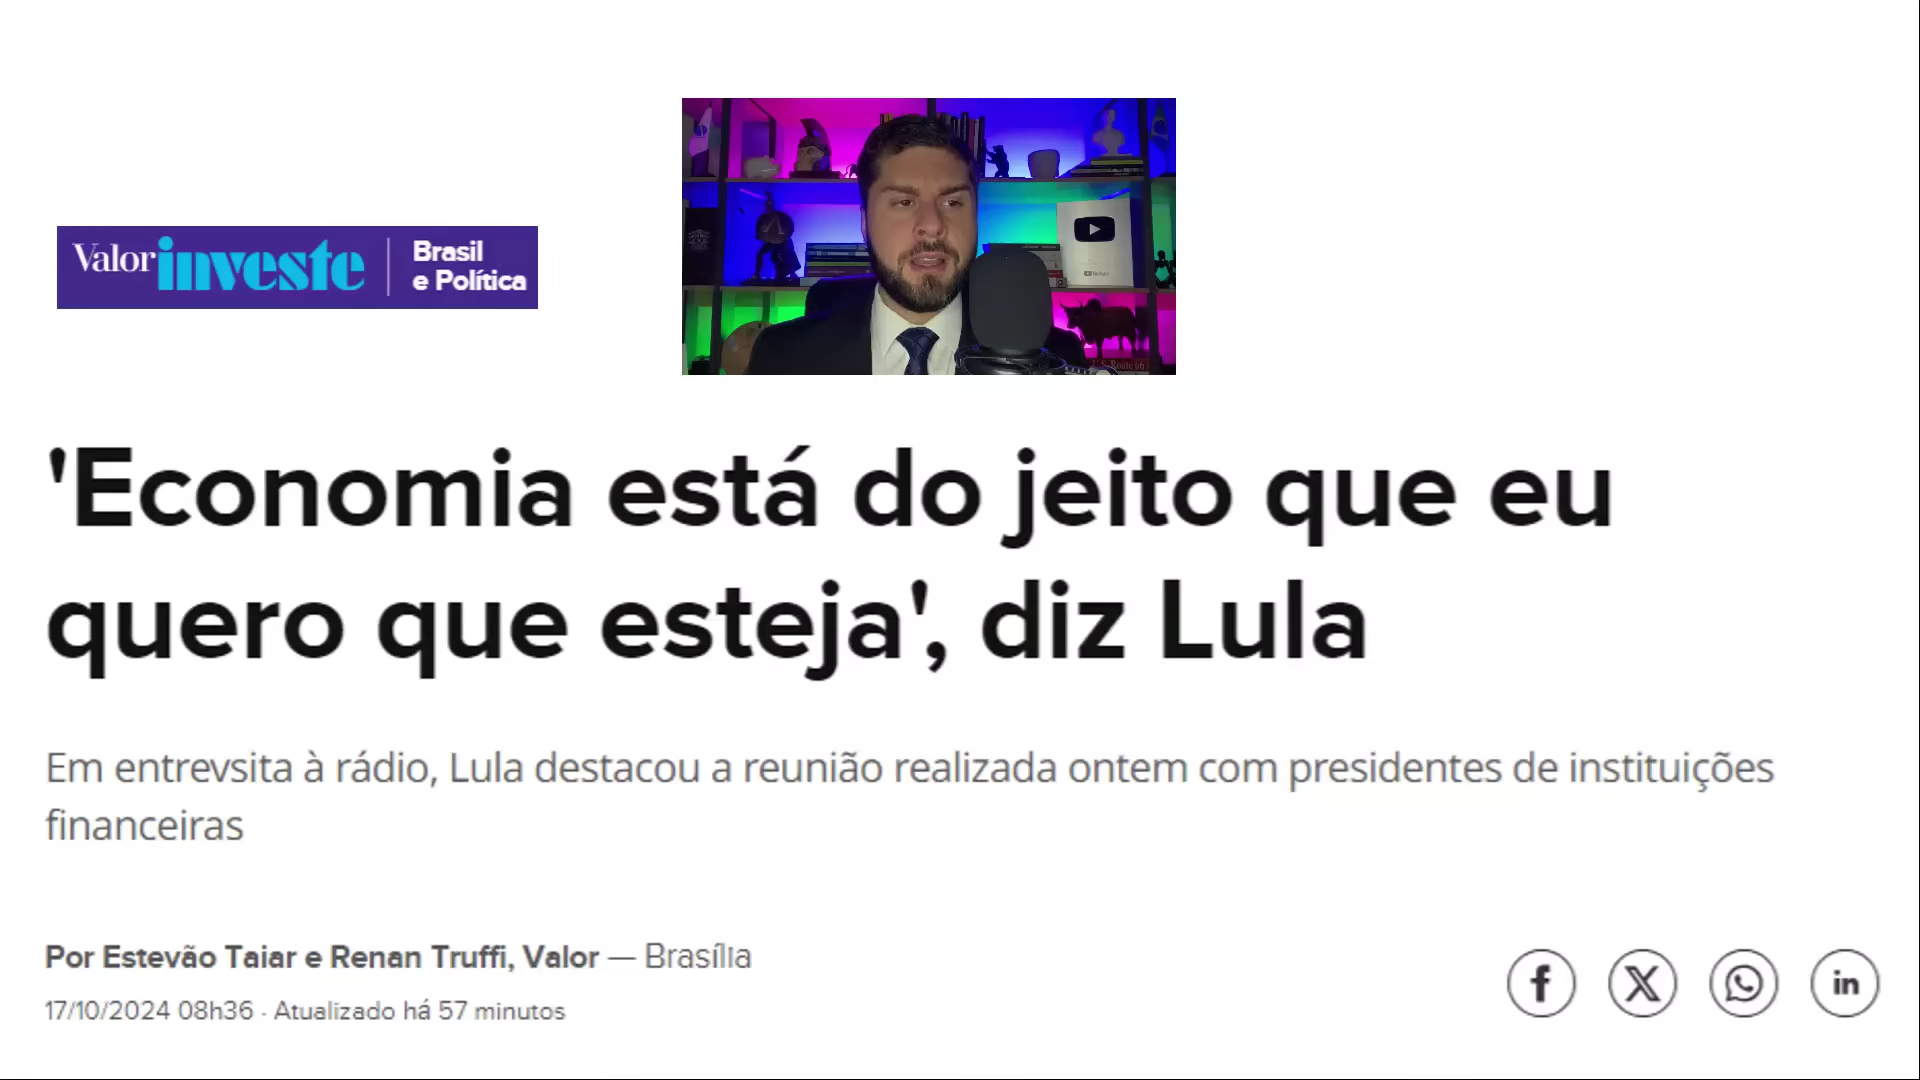 Valor investe Brasil
e Política
'Economia está do jeito que eu
quero que esteja', diz Lula
Em entrevsita à rádio, Lula destacou a reunião realizada ontem com presidentes de instituições
financeiras
Por Estevão Taiar e Renan Truffi, Valor — Brasília
17/10/2024 08h36 · Atualizado há 57 minutos